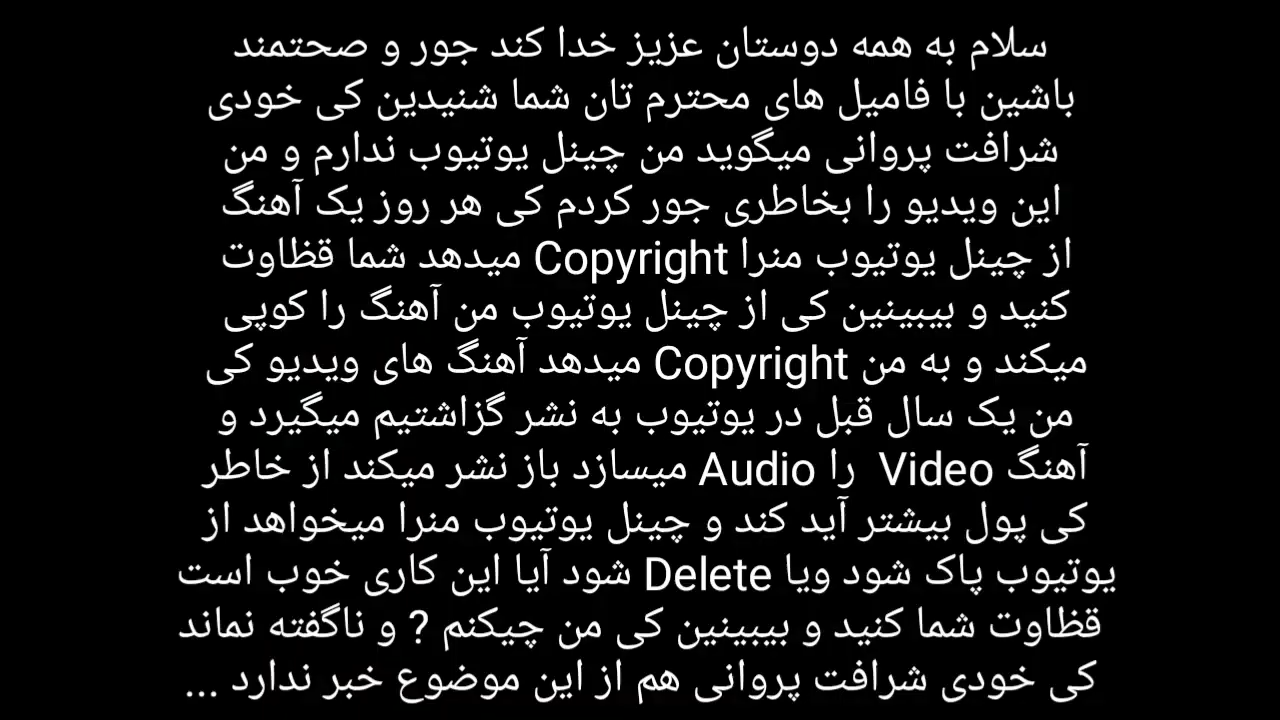 سلام به همه دوستان عزیز خدا کند جور و صحتمند
باشین با فامیل های محترم تان شما شنیدین کی خودی
شرافت پروانی میگوید من چینل یوتیوب ندارم و من
این ویدیو را بخاطری جور کردم کی هر روز یک آهنگ
از چینل یوتیوب منرا Copyright میدهد شما قظاوت
کنید و بیبینین کی از چینل یوتیوب من آهنگ را کوپی
میکند و به من Copyright میدهد آهنگ های ویدیو کی
من یک سال قبل در یوتیوب به نشر گزاشتیم میگیرد و
آهنگ Video را Audio میسازد باز نشر میکند از خاطر
کی پول بیشتر آید کند و چینل یوتیوب منرا میخواهد از
یوتیوب پاک شود ویا Delete شود آیا این کاری خوب است
قظاوت شما کنید و بیبینین کی من چیکنم ? و ناگفته نماند
کی خودی شرافت پروانی هم از این موضوع خبر ندارد ...